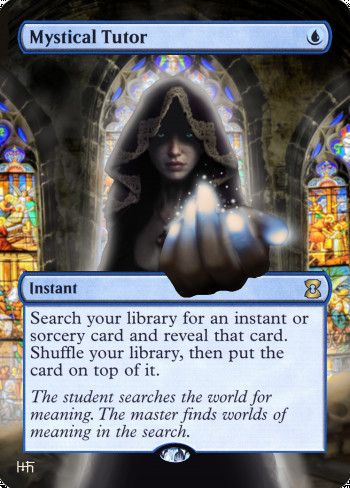 Mystical Tutor
Instant
Search your library for an instant or
sorcery card and reveal that card.
Shuffle your library, then put the
card on top of it.
The student searches the world for
meaning. The master finds worlds of
meaning in the search.